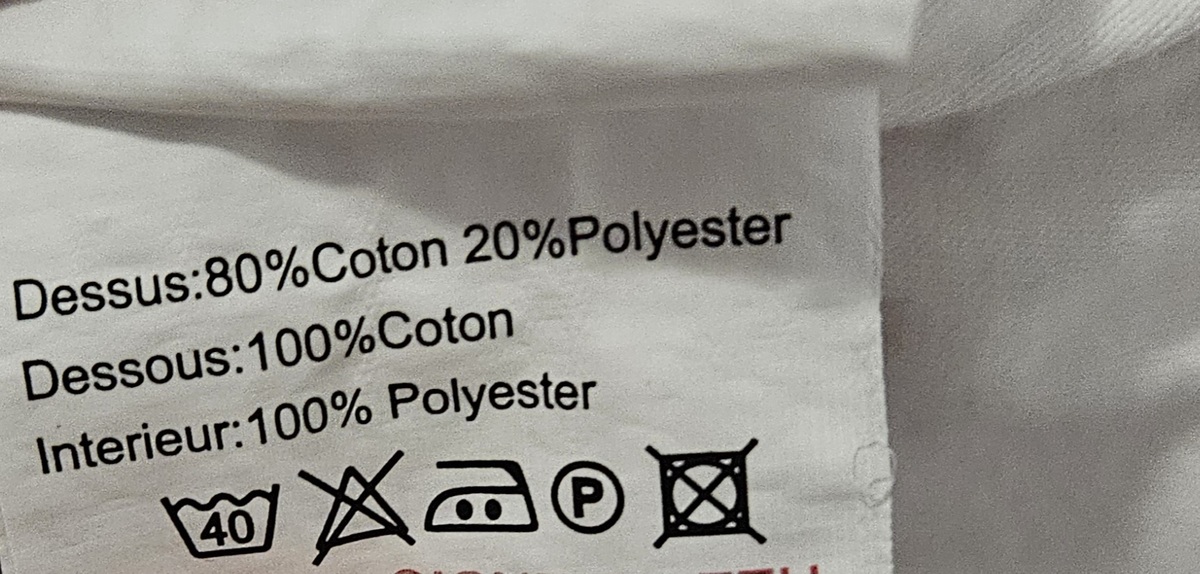 Dessus:80%Coton 20%Polyester
Dessous:100%Coton
Interieur:100% Polyester
40 P